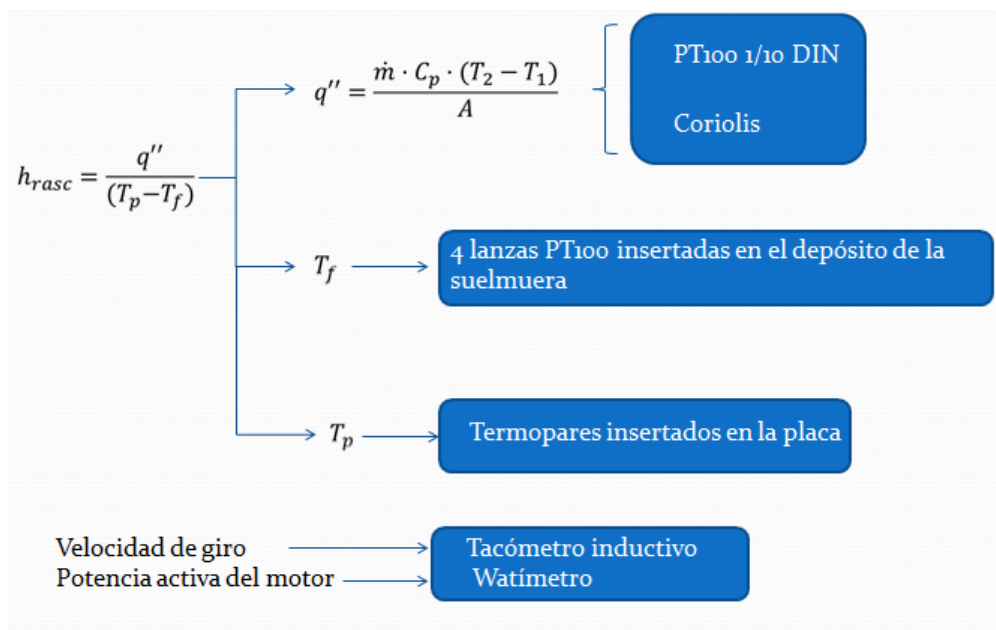 q'' = ṁ · C_p · (T_2 − T_1) / A
PT100 1/10 DIN
Coriolis
h_rasc = q'' / (T_p − T_f)
T_f
4 lanzas PT100 insertadas en el depósito de la
suelmuera
T_p
Termopares insertados en la placa
Velocidad de giro
Tacómetro inductivo
Potencia activa del motor
Watímetro